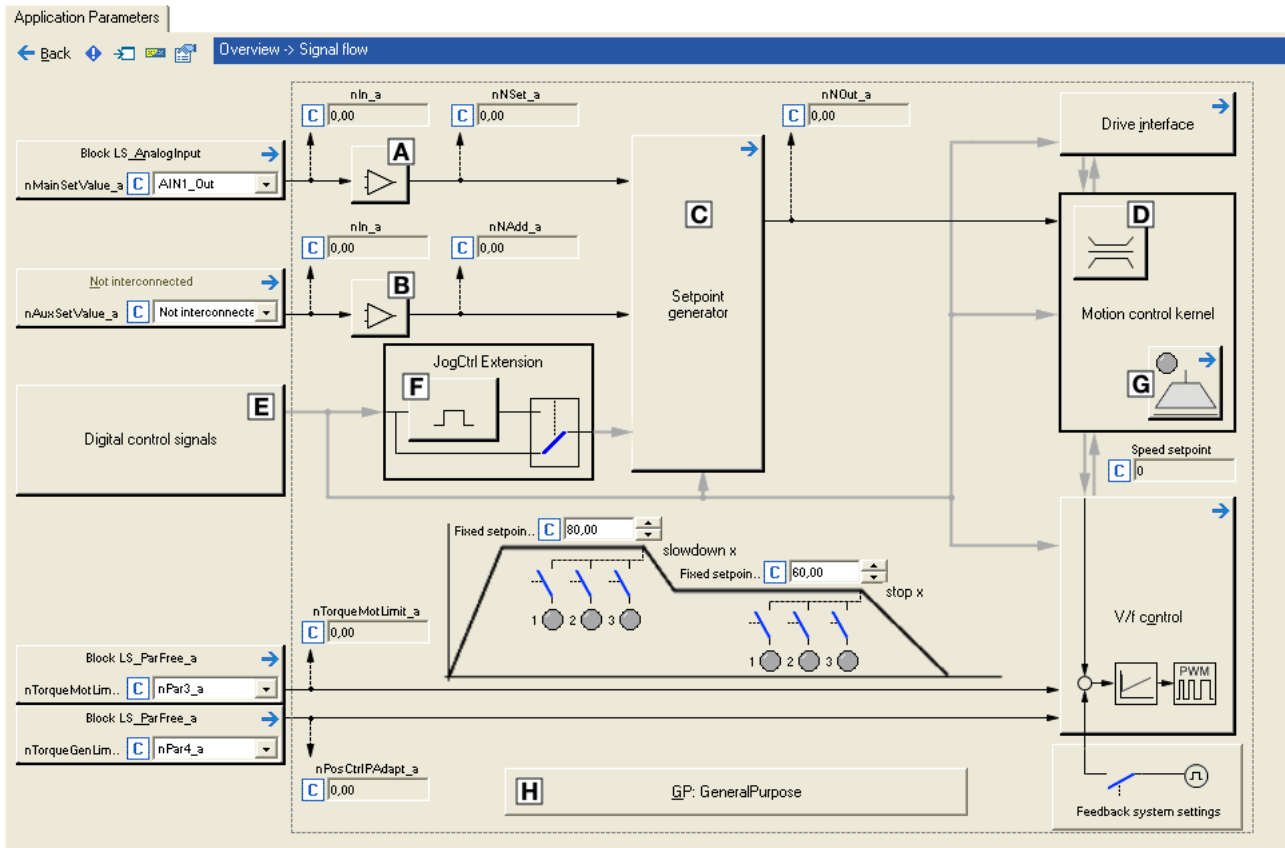 Application Parameters
Back
Overview -> Signal flow
nIn_a
nNSet_a
nNOut_a
C 0,00
C 0,00
C 0,00
Drive interface
A
Block LS_AnalogInput
nMainSetValue_a C AIN1_Out
C
D
nIn_a
nNAdd_a
C 0,00
C 0,00
Not interconnected
B
Setpoint
generator
nAuxSetValue_a C Not interconnecte
Motion control kernel
JogCtrl Extension
F
G
E
Digital control signals
Speed setpoint
C 0
Fixed setpoin.. C 80,00
slowdown x
Fixed setpoin.. C 60,00
stop x
1 2 3
nTorqueMotLimit_a
V/f control
C 0,00
1 2 3
Block LS_ParFree_a
PWM
nTorqueMotLim.. C nPar3_a
Block LS_ParFree_a
nTorqueGenLim.. C nPar4_a
nPosCtrlPAdapt_a
C 0,00
H
GP: GeneralPurpose
Feedback system settings